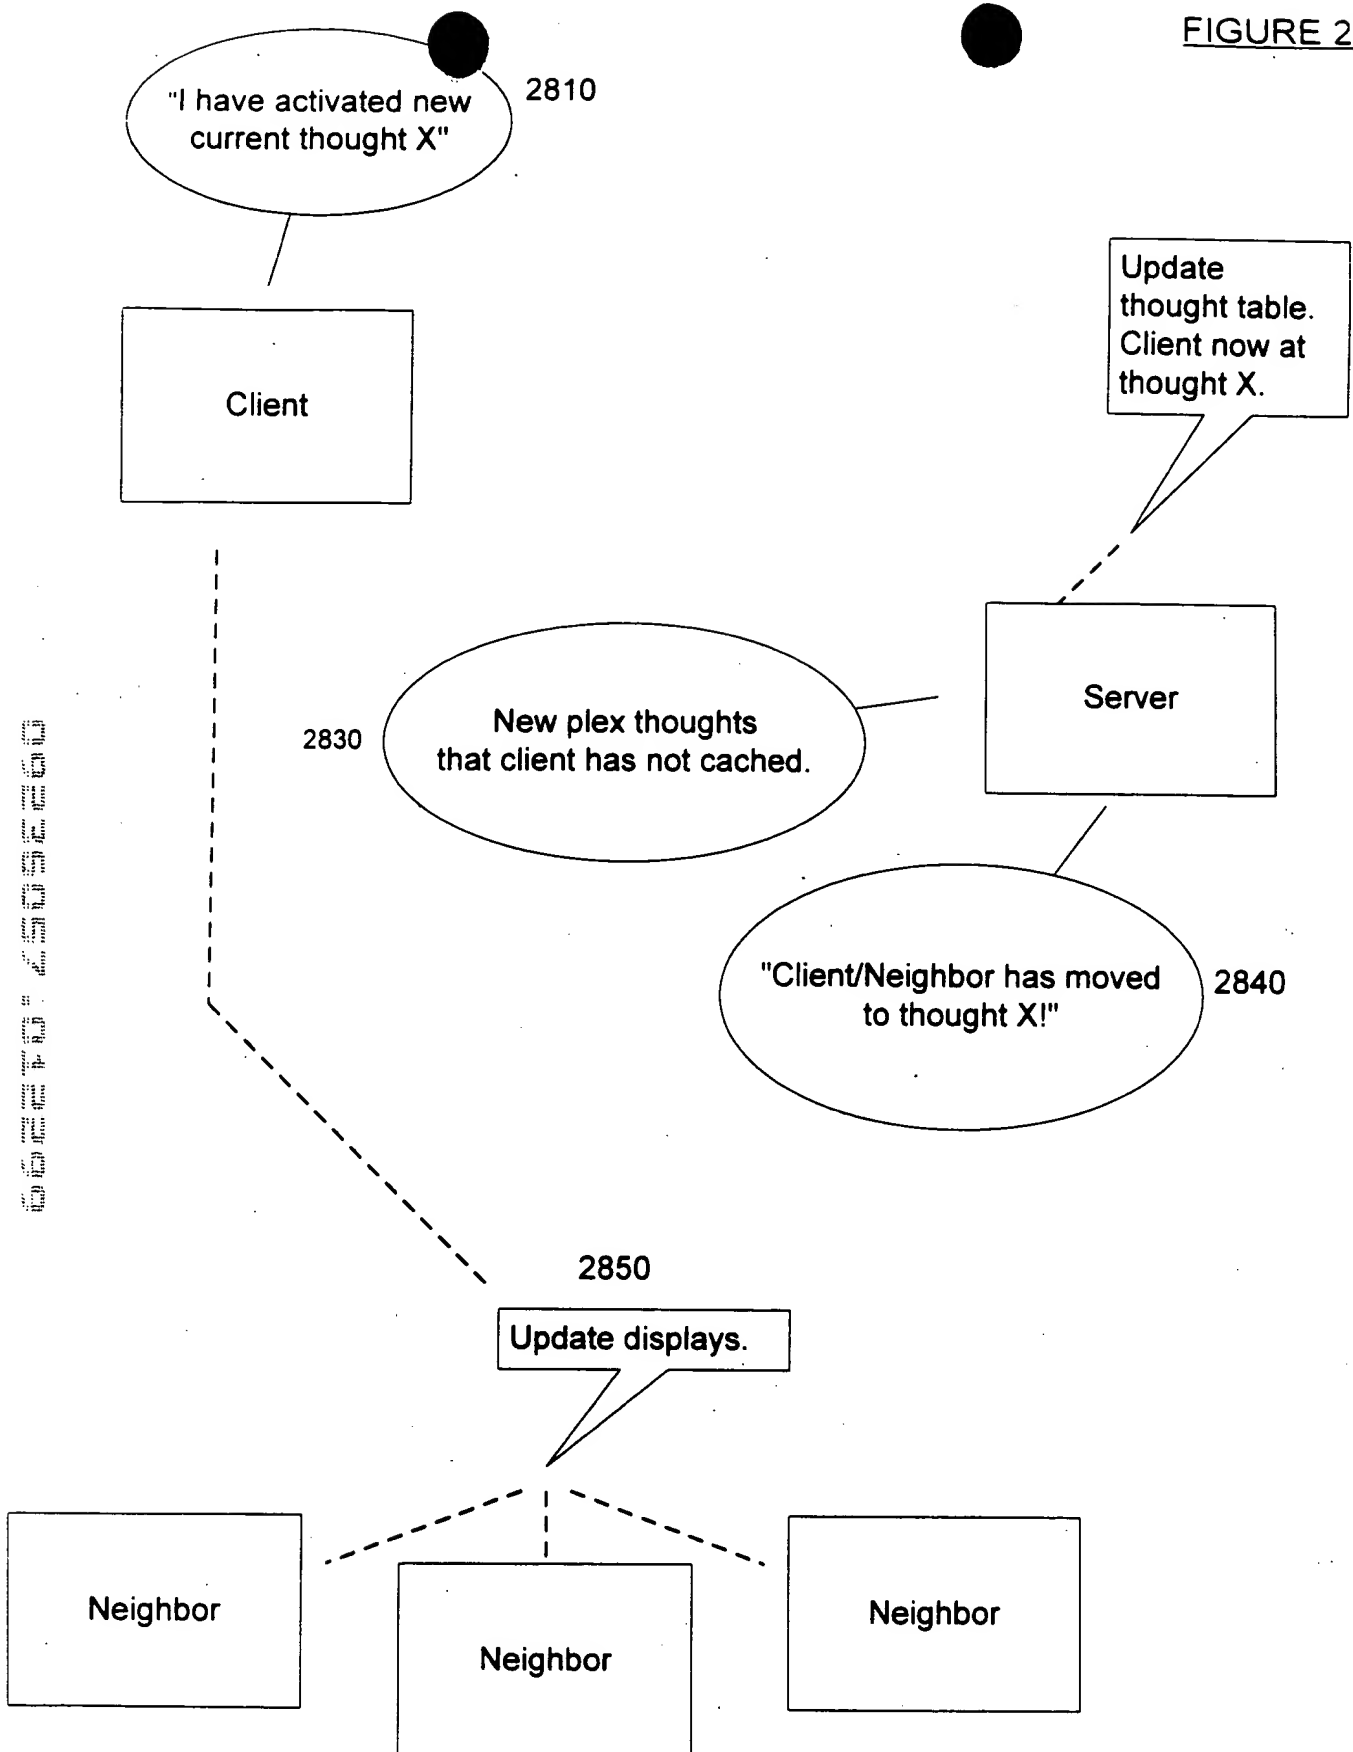 FIGURE 2
"I have activated new
current thought X"
2810
Update
thought table.
Client now at
thought X.
Client
Server
2830
New plex thoughts
that client has not cached.
"Client/Neighbor has moved
to thought X!"
2840
2850
Update displays.
Neighbor
Neighbor
Neighbor